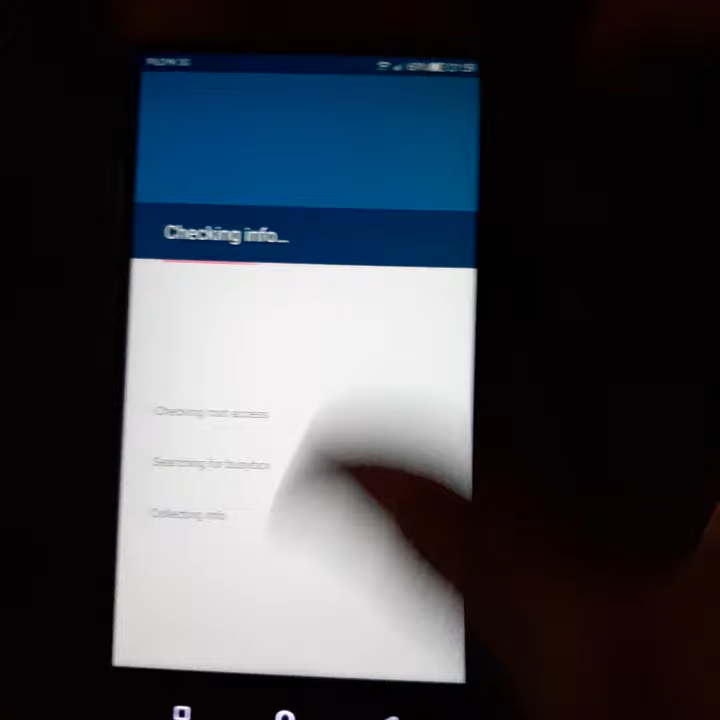 Checking info...
Checking root access
Searching for busybox
Collecting info